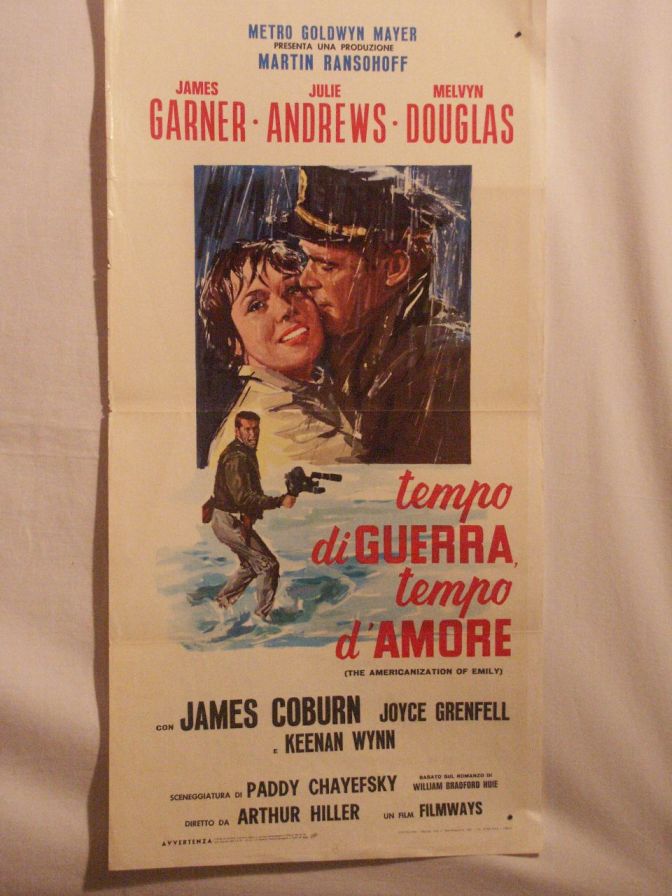 METRO GOLDWYN MAYER
PRESENTA UNA PRODUZIONE
MARTIN RANSOHOFF
JAMES JULIE MELVYN
GARNER · ANDREWS · DOUGLAS
tempo
di GUERRA,
tempo
d'AMORE
(THE AMERICANIZATION OF EMILY)
CON JAMES COBURN JOYCE GRENFELL
E KEENAN WYNN
SCENEGGIATURA DI PADDY CHAYEFSKY BASATO SUL ROMANZO DI
WILLIAM BRADFORD HUIE
DIRETTO DA ARTHUR HILLER UN FILM FILMWAYS
AVVERTENZA